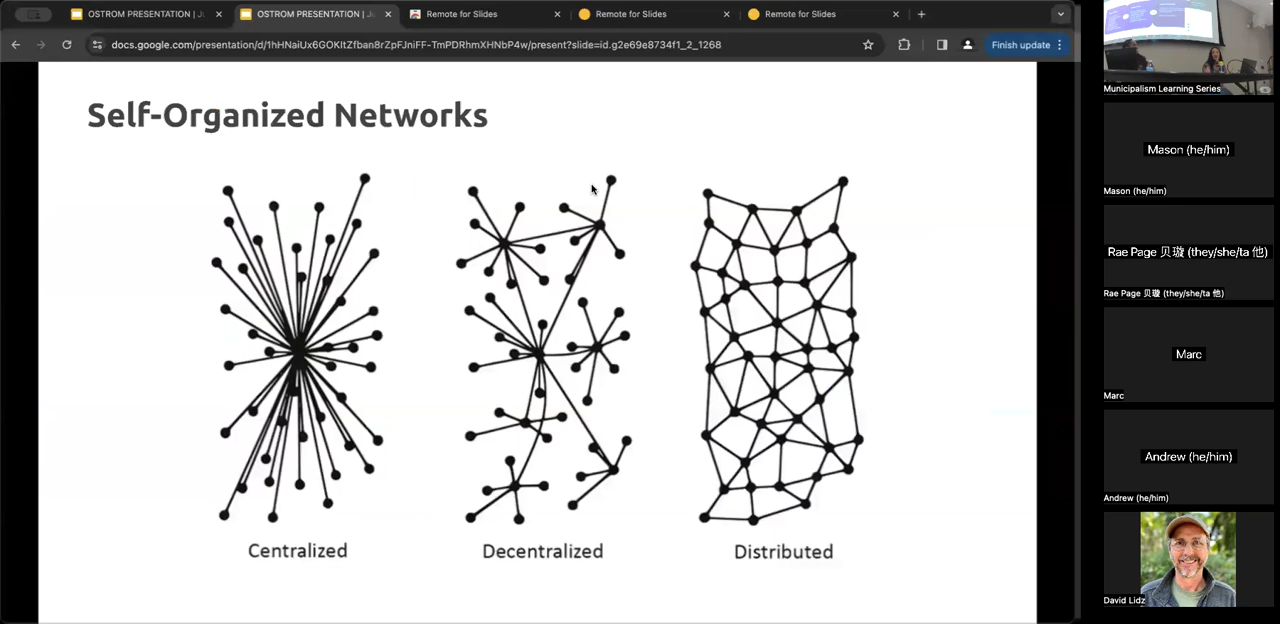 OSTROM PRESENTATION | Ju
OSTROM PRESENTATION | Ju
Remote for Slides
Remote for Slides
Remote for Slides
docs.google.com/presentation/d/1hHNaiUx6GOKItZfban8rZpFJniFF-TmPDRhmXHNbP4w/present?slide=id.g2e69e8734f1_2_1268
Finish update
Self-Organized Networks
Centralized
Decentralized
Distributed
Municipalism Learning Series
Mason (he/him)
Mason (he/him)
Rae Page 贝璇 (they/she/ta 他)
Rae Page 贝璇 (they/she/ta 他)
Marc
Marc
Andrew (he/him)
Andrew (he/him)
David Lidz